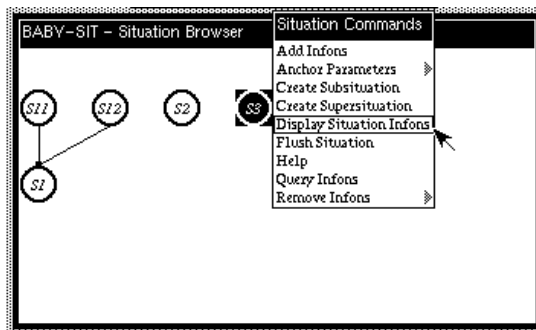 BABY-SIT - Situation Browser
Situation Commands
Add Infons
Anchor Parameters
Create Subsituation
Create Supersituation
Display Situation Infons
Flush Situation
Help
Query Infons
Remove Infons
S11 S12 S2 S3
S1